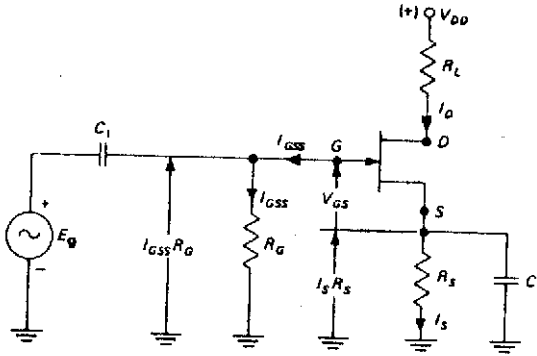 (+) V_DD
R_L
I_D
D
C_1
I_GSS
G
+
E_g
−
I_GSS R_G
I_GSS
R_G
V_GS
S
I_S R_S
R_S
C
I_S